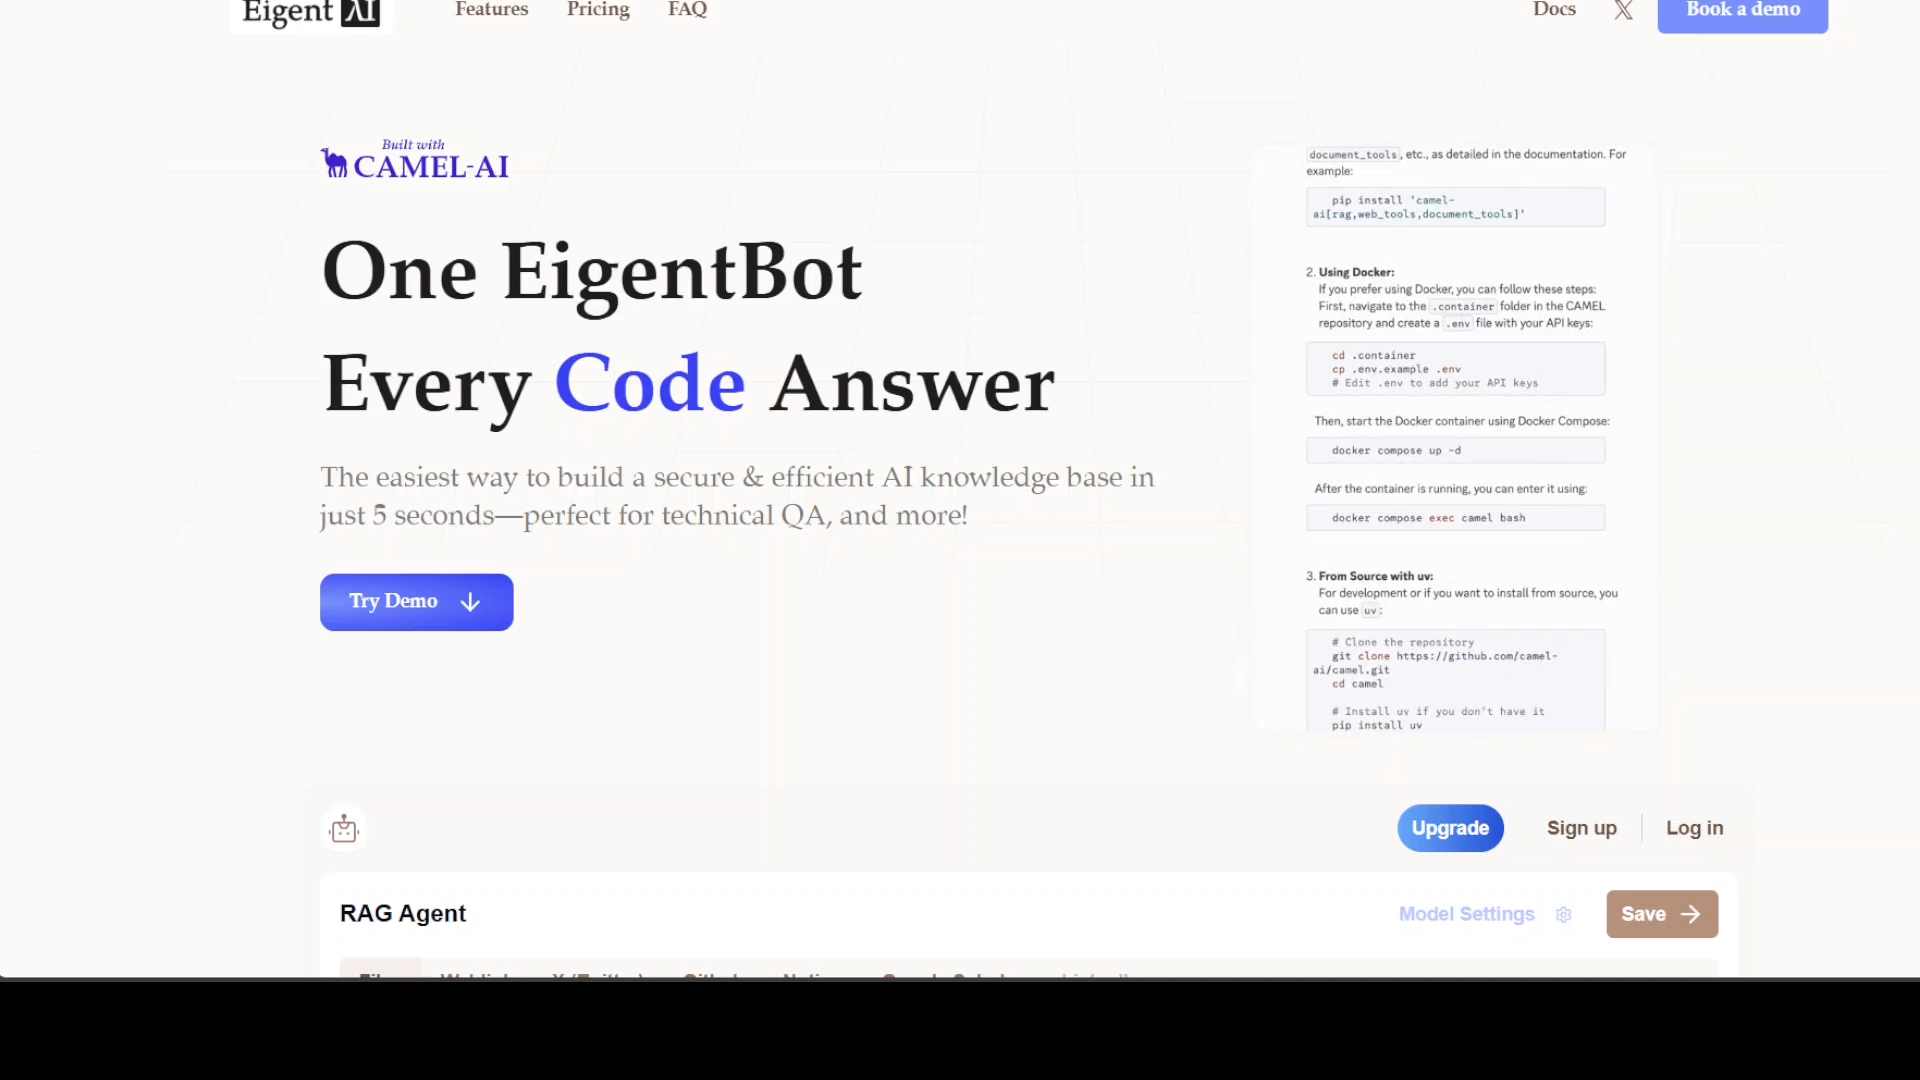 Eigent AI
Features
Pricing
FAQ
Docs
Book a demo
Built with
CAMEL-AI
One EigentBot
Every Code Answer
The easiest way to build a secure & efficient AI knowledge base in
just 5 seconds—perfect for technical QA, and more!
Try Demo
document_tools, etc., as detailed in the documentation. For
example:
pip install 'camel-
ai[rag,web_tools,document_tools]'
2. Using Docker:
If you prefer using Docker, you can follow these steps:
First, navigate to the .container folder in the CAMEL
repository and create a .env file with your API keys:
cd .container
cp .env.example .env
# Edit .env to add your API keys
Then, start the Docker container using Docker Compose:
docker compose up -d
After the container is running, you can enter it using:
docker compose exec camel bash
3. From Source with uv:
For development or if you want to install from source, you
can use uv:
# Clone the repository
git clone https://github.com/camel-
ai/camel.git
cd camel
# Install uv if you don't have it
pip install uv
Upgrade
Sign up
Log in
RAG Agent
Model Settings
Save